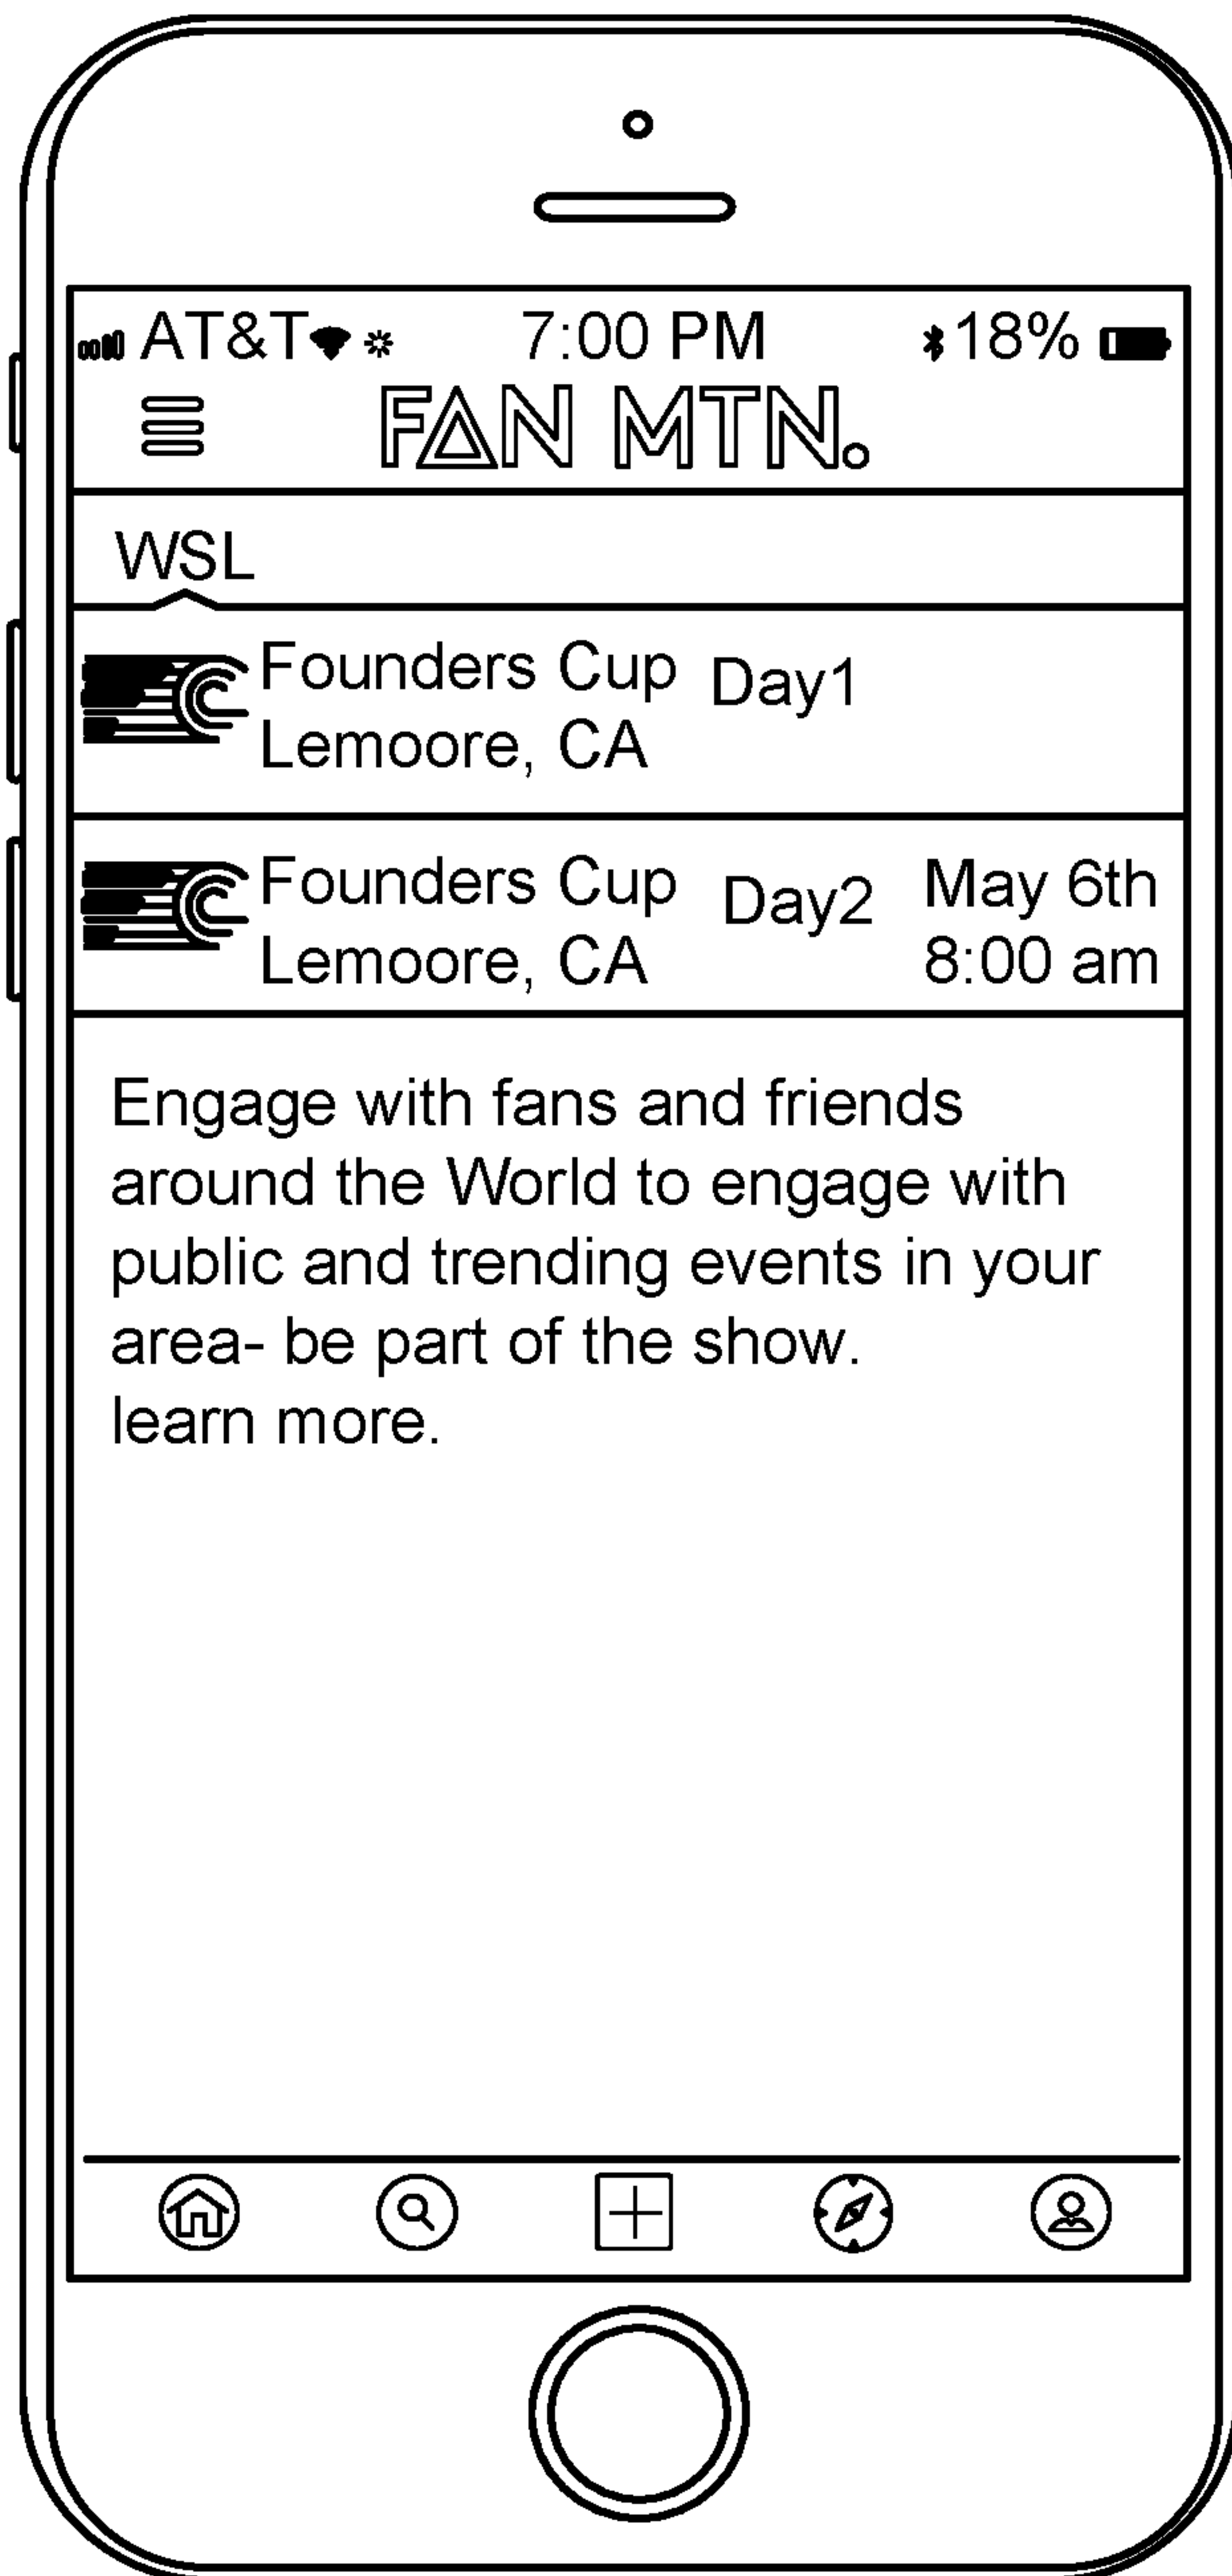 AT&T 7:00 PM 18%
FAN MTN.
WSL
Founders Cup Day1
Lemoore, CA
Founders Cup Day2 May 6th
Lemoore, CA 8:00 am
Engage with fans and friends
around the World to engage with
public and trending events in your
area- be part of the show.
learn more.